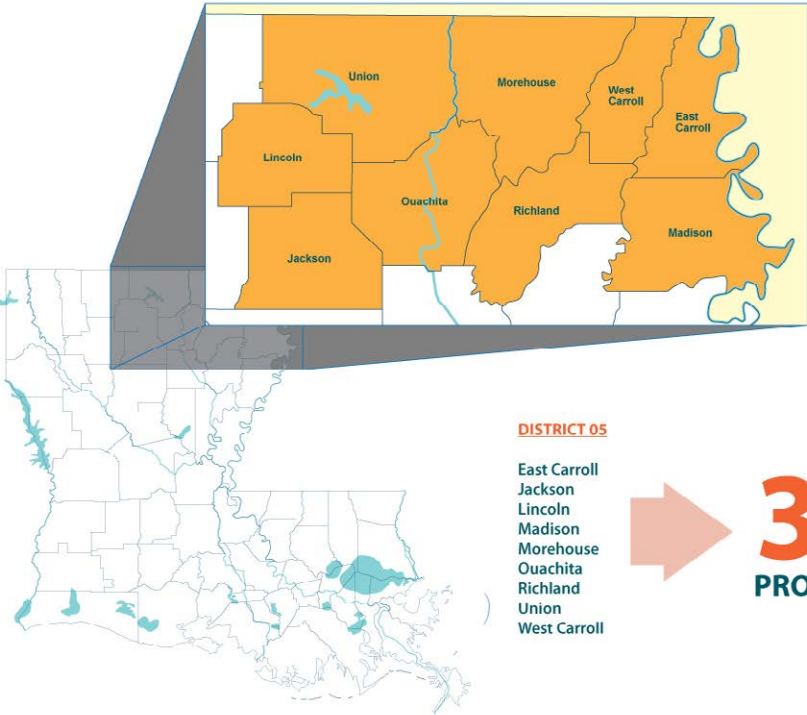 Union
Morehouse
West
Carroll
East
Carroll
Lincoln
Ouachita
Richland
Madison
Jackson
DISTRICT 05
East Carroll
Jackson
Lincoln
Madison
Morehouse
Ouachita
Richland
Union
West Carroll
3
PRO